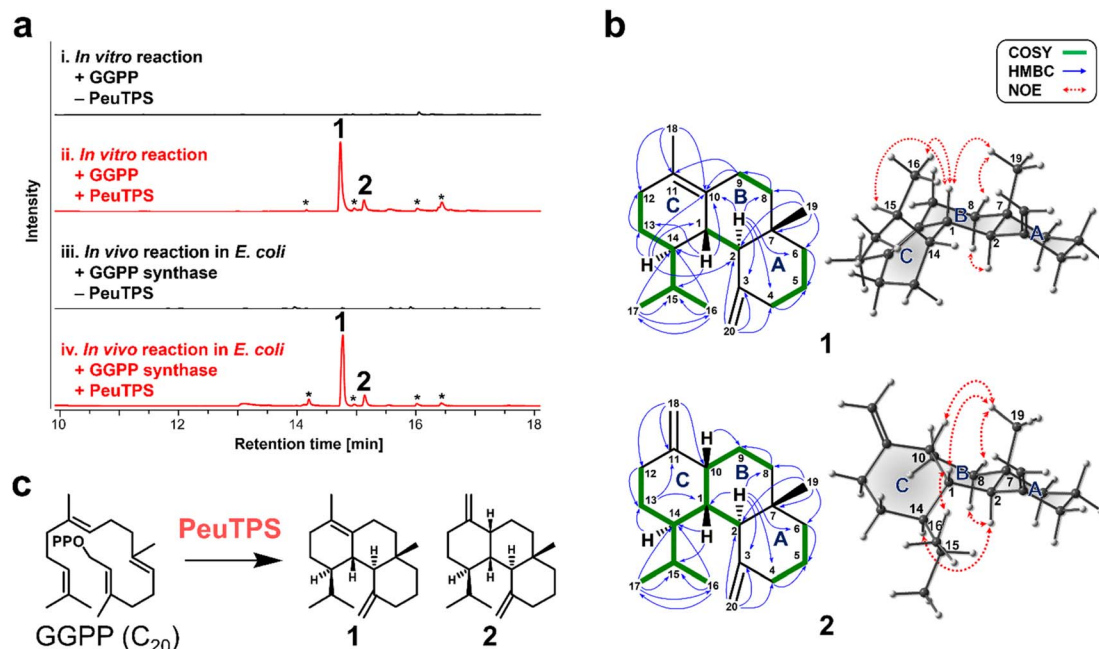 a
i. In vitro reaction
+ GGPP
– PeuTPS
1
ii. In vitro reaction
+ GGPP
+ PeuTPS
2
* * * *
iii. In vivo reaction in E. coli
+ GGPP synthase
– PeuTPS
1
iv. In vivo reaction in E. coli
+ GGPP synthase
+ PeuTPS
2
* * * *
Intensity
10 12 14 16 18
Retention time [min]
b
COSY
HMBC
NOE
18
9
11 10 B 8
12 C H 19
13 1 7
14 2 6
H H A
3 5
15 4
17 16
20
16 19
15 B 8 7
1 2 A
C 14
1
18
H
11 10 9
12 C B 8
H 19
13 1 7
14 2 6
H H A
3 5
15 4
17 16
20
19
10 B 8 7
C 1 2 A
14
16
15
2
c
PPO
PeuTPS
H
H
H
H
H
H
H
GGPP (C20)
1
2